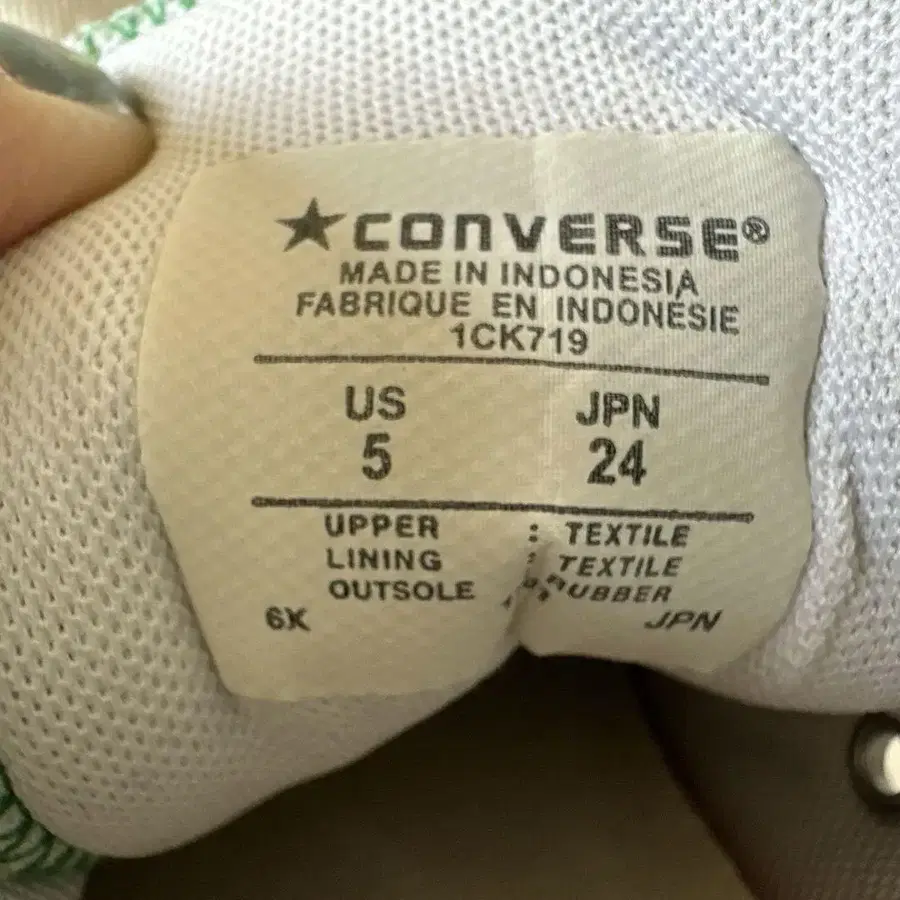 ★CONVERSE®
MADE IN INDONESIA
FABRIQUE EN INDONÉSIE
1CK719
US JPN
5 24
UPPER : TEXTILE
LINING : TEXTILE
OUTSOLE : RUBBER
6X JPN